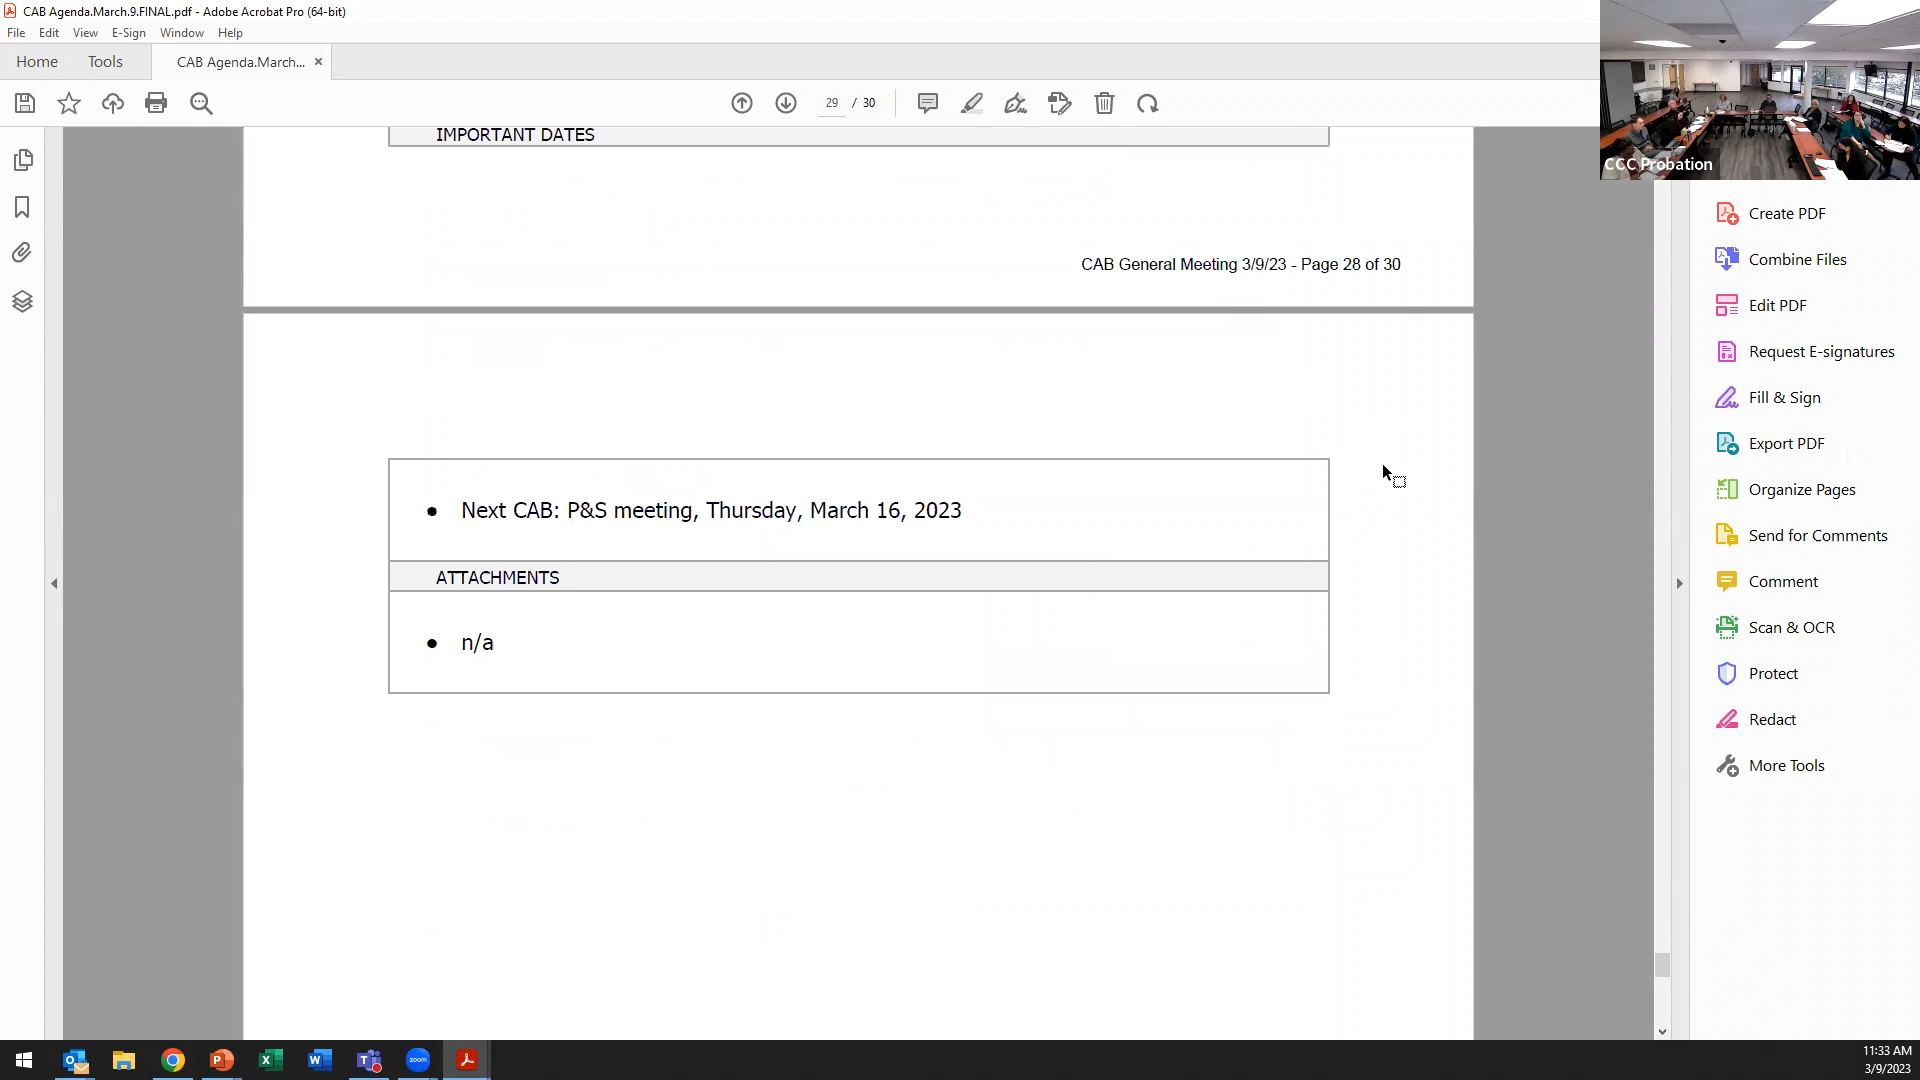 CAB Agenda.March.9.FINAL.pdf - Adobe Acrobat Pro (64-bit)
File Edit View E-Sign Window Help
Home Tools CAB Agenda.March... ×
29 / 30
CCC Probation
IMPORTANT DATES
CAB General Meeting 3/9/23 - Page 28 of 30
• Next CAB: P&S meeting, Thursday, March 16, 2023
ATTACHMENTS
• n/a
Create PDF
Combine Files
Edit PDF
Request E-signatures
Fill & Sign
Export PDF
Organize Pages
Send for Comments
Comment
Scan & OCR
Protect
Redact
More Tools
zoom
11:33 AM
3/9/2023